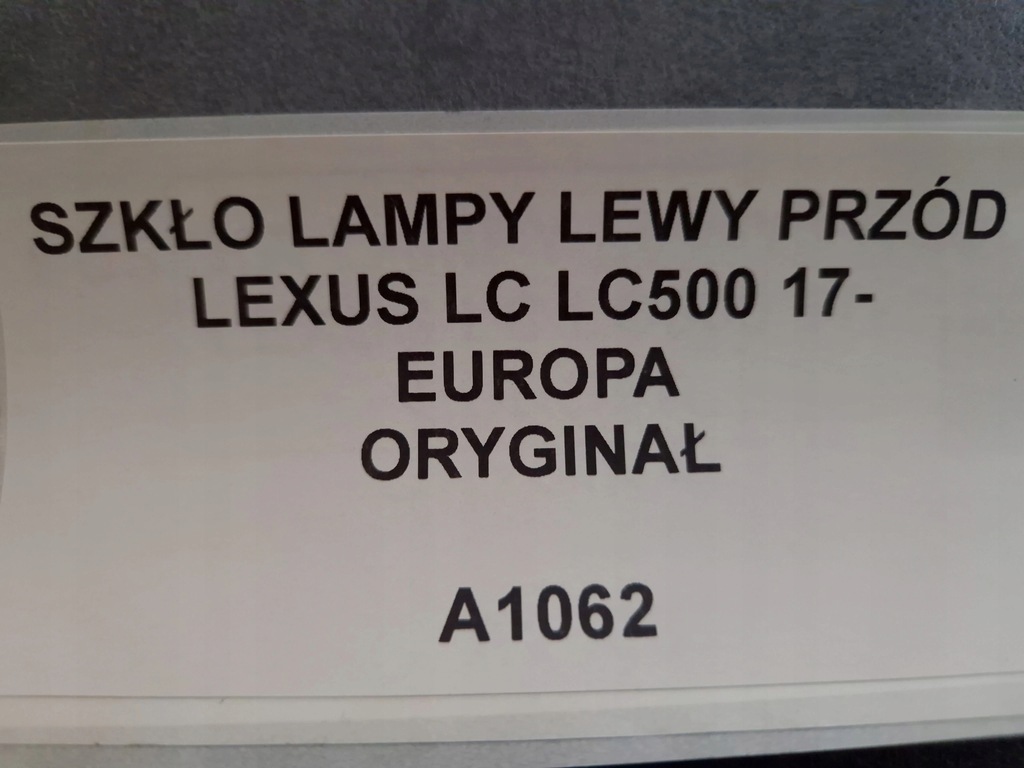 SZKŁO LAMPY LEWY PRZÓD
LEXUS LC LC500 17-
EUROPA
ORYGINAŁ
A1062